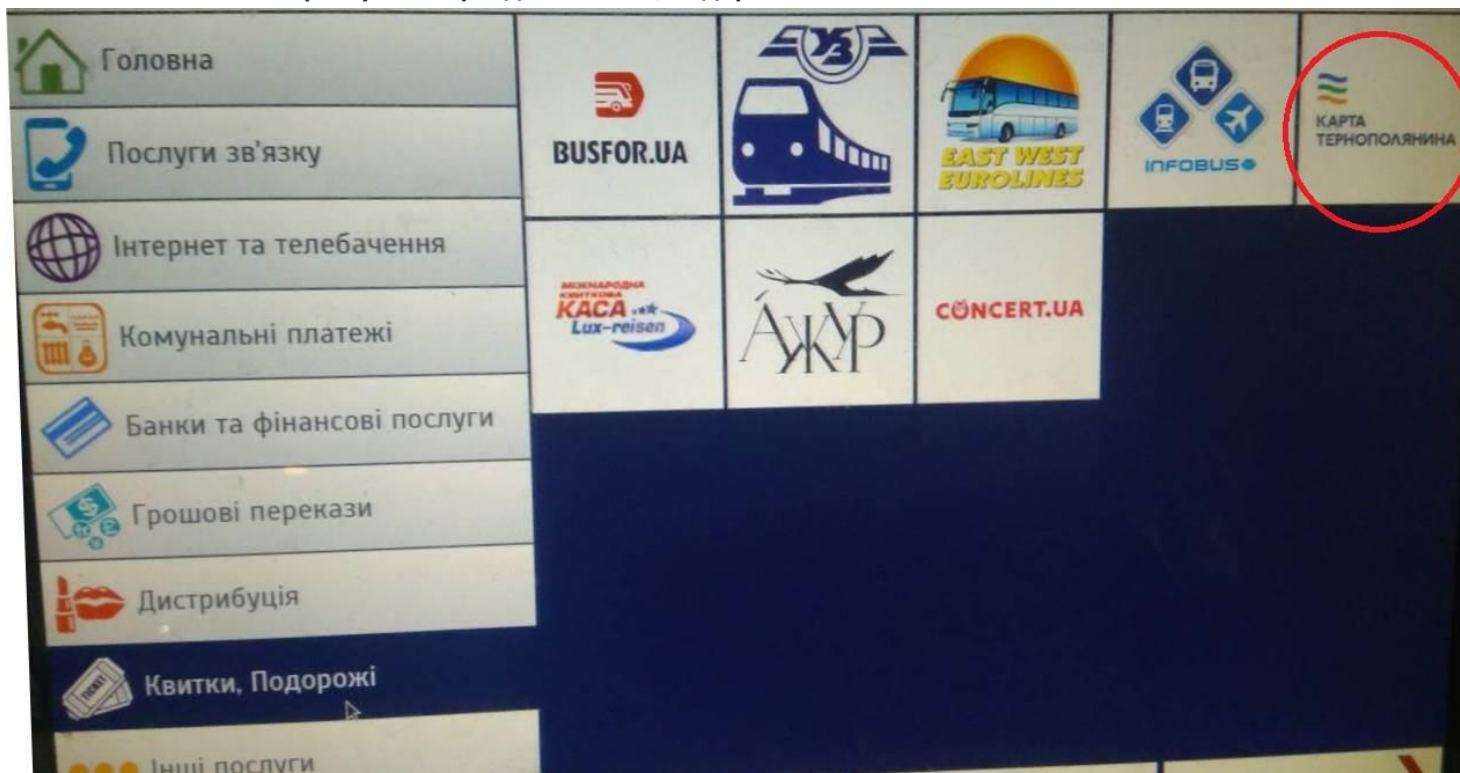 Головна
Послуги зв'язку
Інтернет та телебачення
Комунальні платежі
Банки та фінансові послуги
Грошові перекази
Дистрибуція
TICKET
Квитки, Подорожі
Інші послуги
BUSFOR.UA
УЗ
EAST WEST
EUROLINES
INFOBUS
КАРТА
ТЕРНОПОЛЯНИНА
МІЖНАРОДНА
КВИТКОВА
КАСА
Lux-reisen
АЖУР
CONCERT.UA